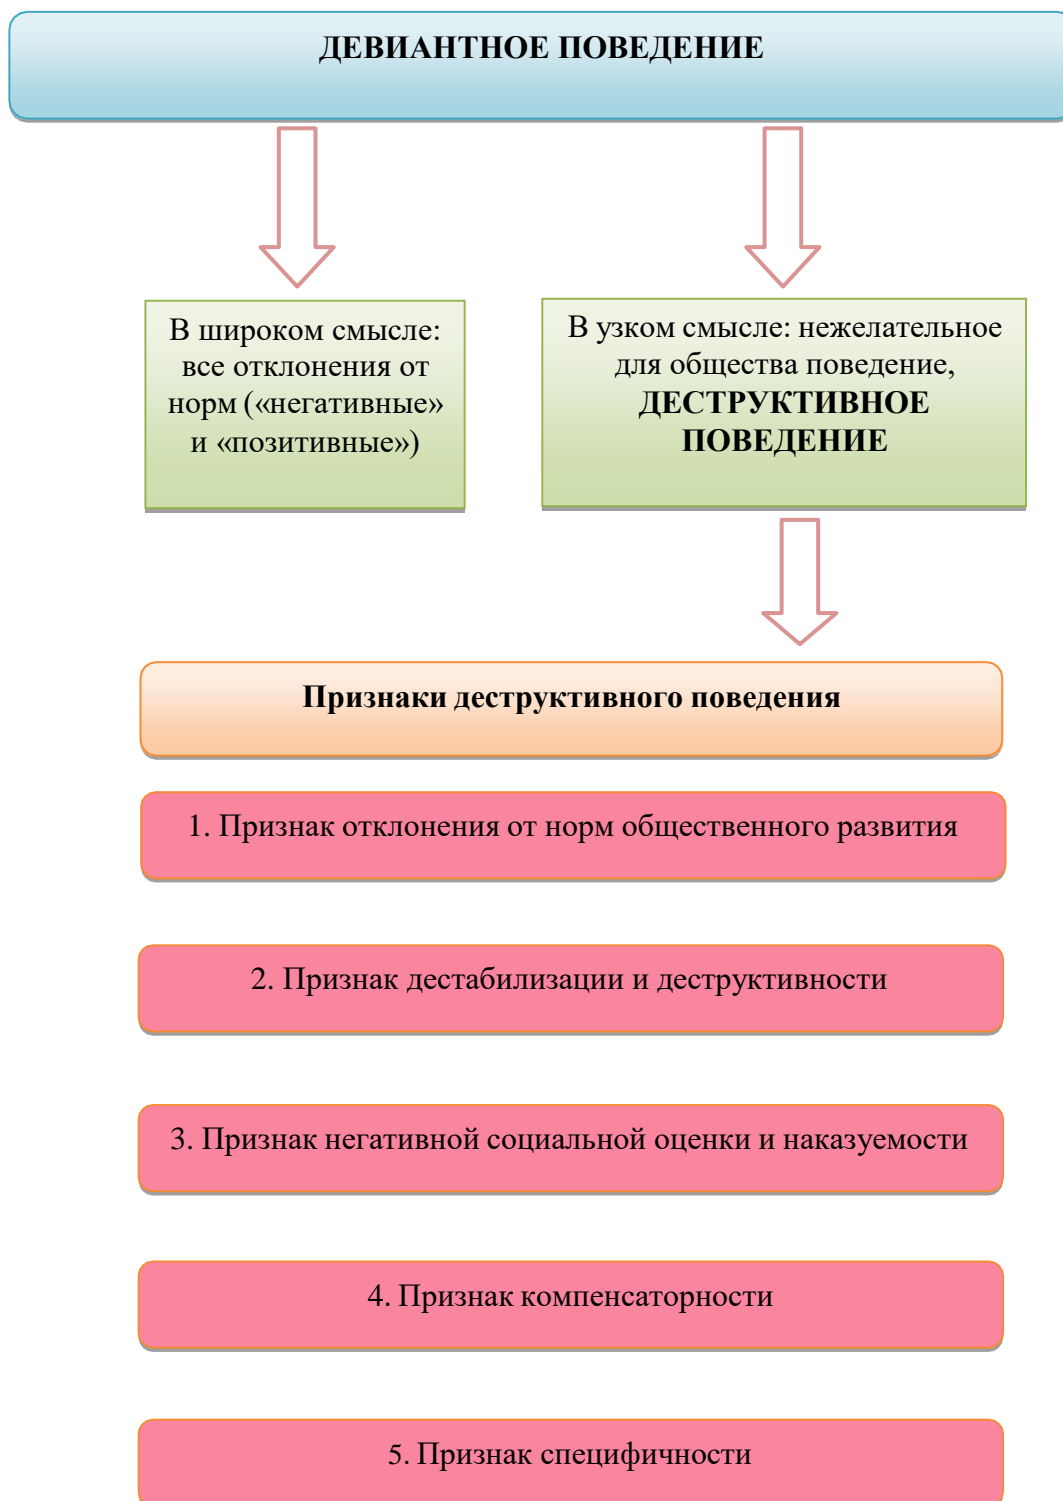 ДЕВИАНТНОЕ ПОВЕДЕНИЕ
В широком смысле:
все отклонения от
норм («негативные»
и «позитивные»)
В узком смысле: нежелательное
для общества поведение,
ДЕСТРУКТИВНОЕ
ПОВЕДЕНИЕ
Признаки деструктивного поведения
1. Признак отклонения от норм общественного развития
2. Признак дестабилизации и деструктивности
3. Признак негативной социальной оценки и наказуемости
4. Признак компенсаторности
5. Признак специфичности